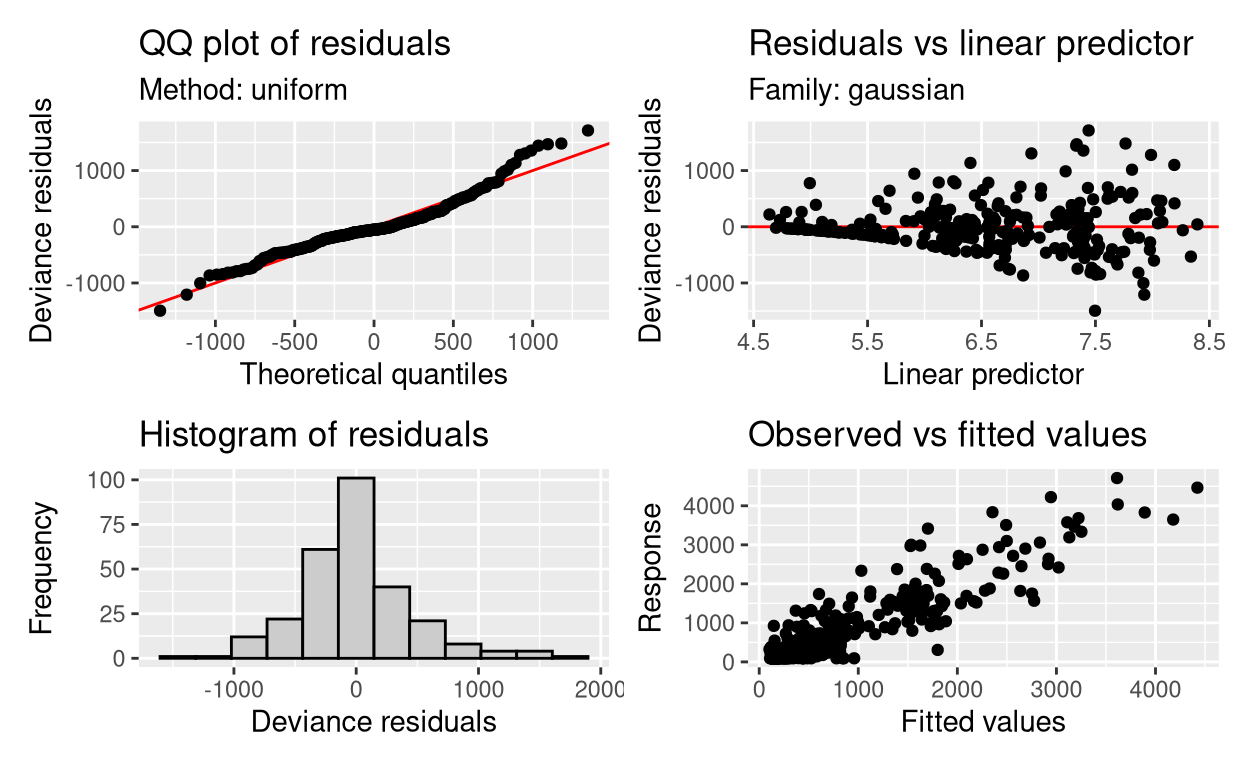 QQ plot of residuals
Method: uniform
Deviance residuals
1000
0
-1000
-1000
-500
0
500
1000
Theoretical quantiles
Residuals vs linear predictor
Family: gaussian
Deviance residuals
1000
0
-1000
4.5
5.5
6.5
7.5
8.5
Linear predictor
Histogram of residuals
Frequency
100
75
50
25
0
-1000
0
1000
2000
Deviance residuals
Observed vs fitted values
Response
4000
3000
2000
1000
0
0
1000
2000
3000
4000
Fitted values